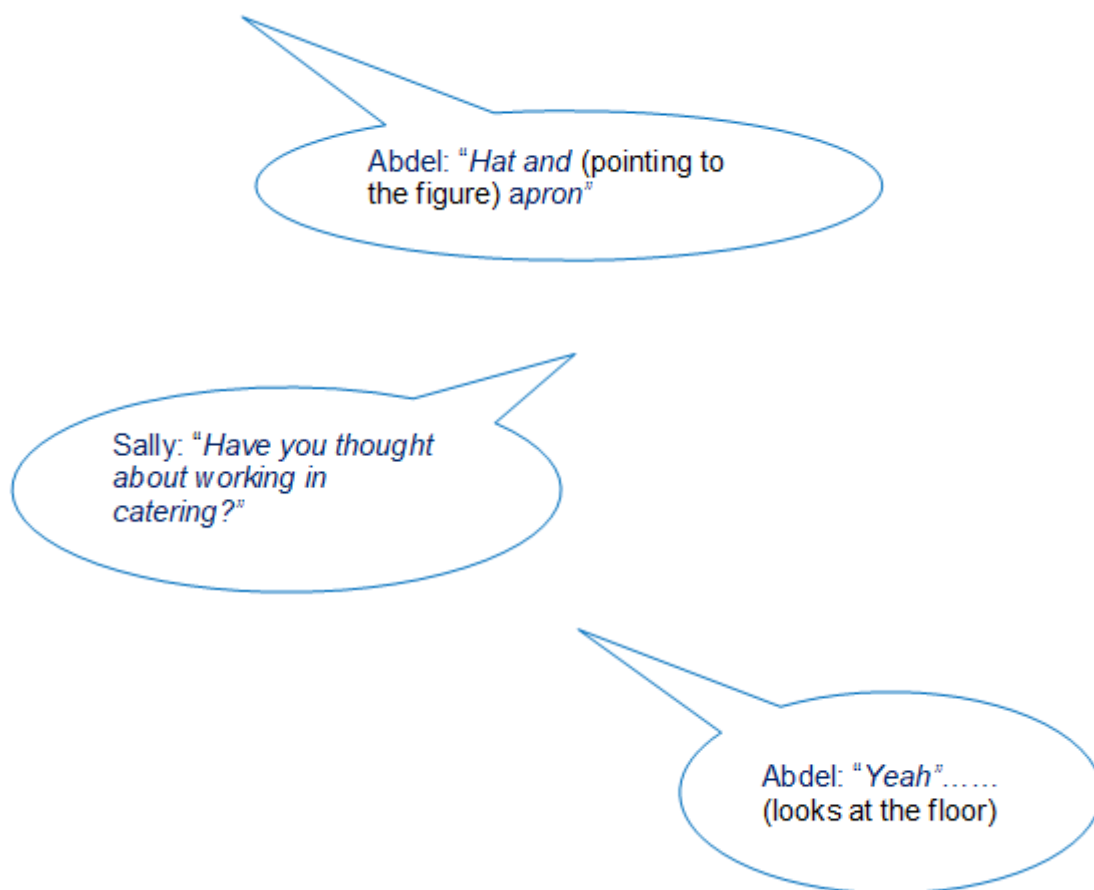 Abdel: “Hat and (pointing to
the figure) apron”
Sally: “Have you thought
about working in
catering?”
Abdel: “Yeah”……
(looks at the floor)